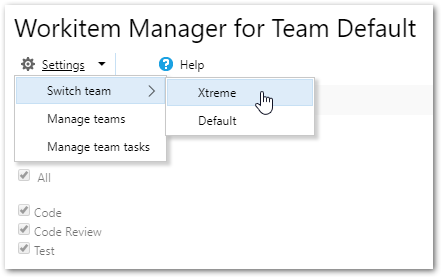 Workitem Manager for Team Default
Settings Help
Switch team Xtreme
Manage teams Default
Manage team tasks
All
Code
Code Review
Test